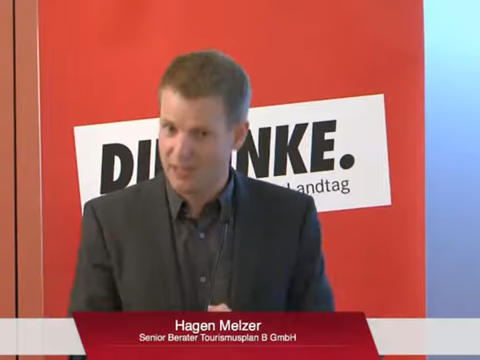 DI NKE.
Landtag
Hagen Melzer
Senior Berater Tourismusplan B GmbH